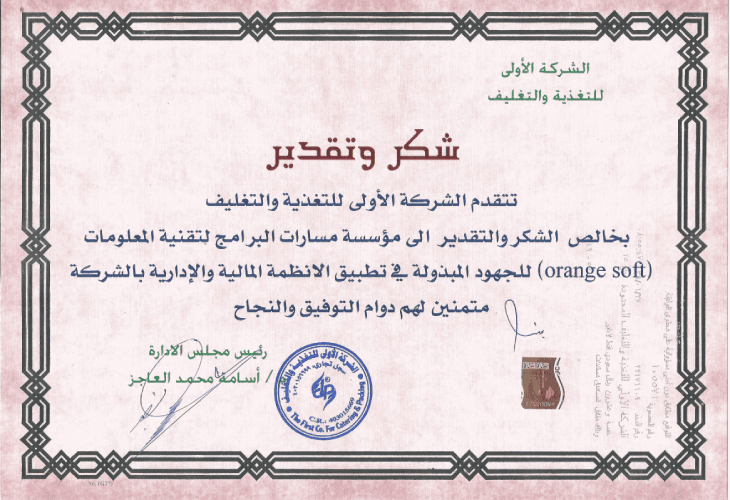 الشركة الأولى
للتغذية والتغليف
شكر وتقدير
تتقدم الشركة الأولى للتغذية والتغليف
بخالص الشكر والتقدير الى مؤسسة مسارات البرامج لتقنية المعلومات
(orange soft) للجهود المبذولة في تطبيق الانظمة المالية والإدارية بالشركة
متمنين لهم دوام التوفيق والنجاح
رئيس مجلس الادارة
/ أسامة محمد العاجز
الشركة الأولى للتغذية والتغليف
سجل تجاري
C.R.:
The First Co. For Catering & Packing